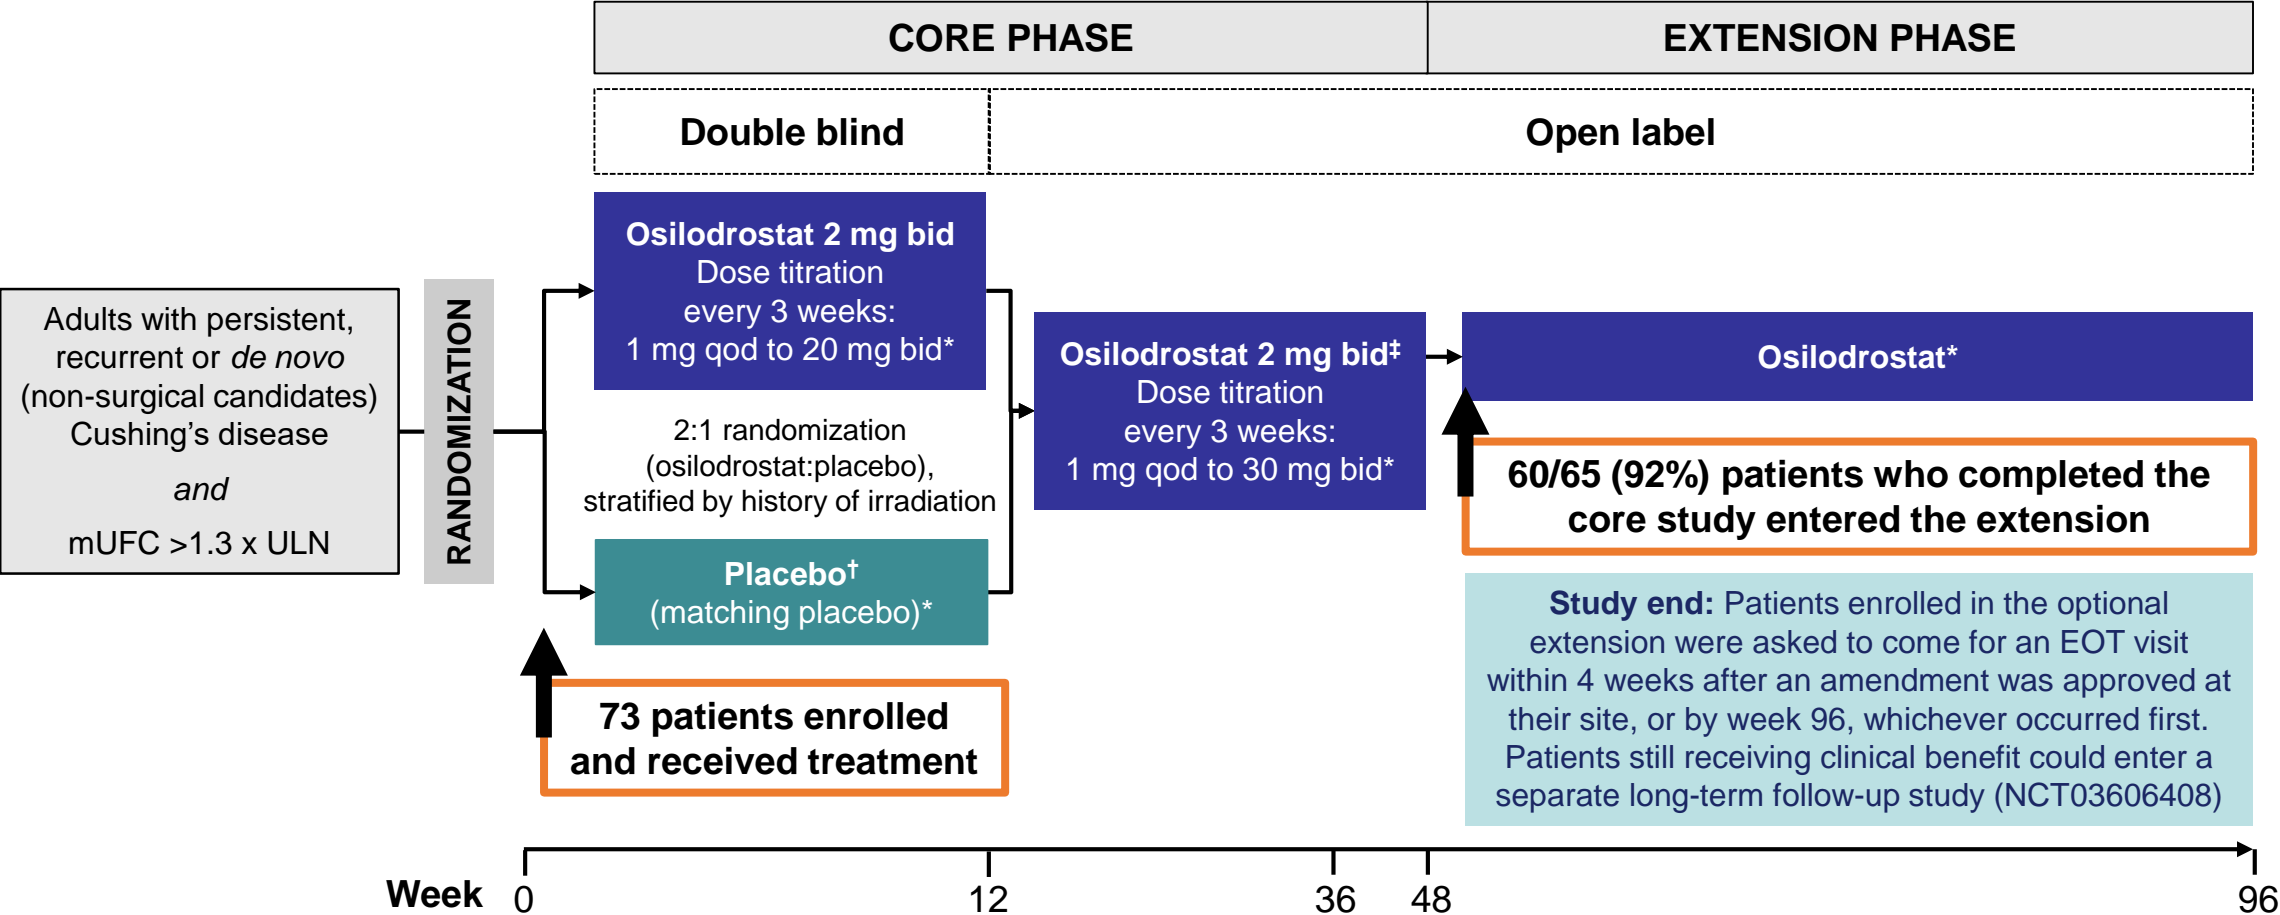 CORE PHASE
EXTENSION PHASE
Double blind
Open label
Adults with persistent,
recurrent or de novo
(non-surgical candidates)
Cushing’s disease
and
mUFC >1.3 x ULN
RANDOMIZATION
Osilodrostat 2 mg bid
Dose titration
every 3 weeks:
1 mg qod to 20 mg bid*
2:1 randomization
(osilodrostat:placebo),
stratified by history of irradiation
Placebo†
(matching placebo)*
73 patients enrolled
and received treatment
Osilodrostat 2 mg bid‡
Dose titration
every 3 weeks:
1 mg qod to 30 mg bid*
Osilodrostat*
60/65 (92%) patients who completed the
core study entered the extension
Study end: Patients enrolled in the optional
extension were asked to come for an EOT visit
within 4 weeks after an amendment was approved at
their site, or by week 96, whichever occurred first.
Patients still receiving clinical benefit could enter a
separate long-term follow-up study (NCT03606408)
Week 0 12 36 48 96